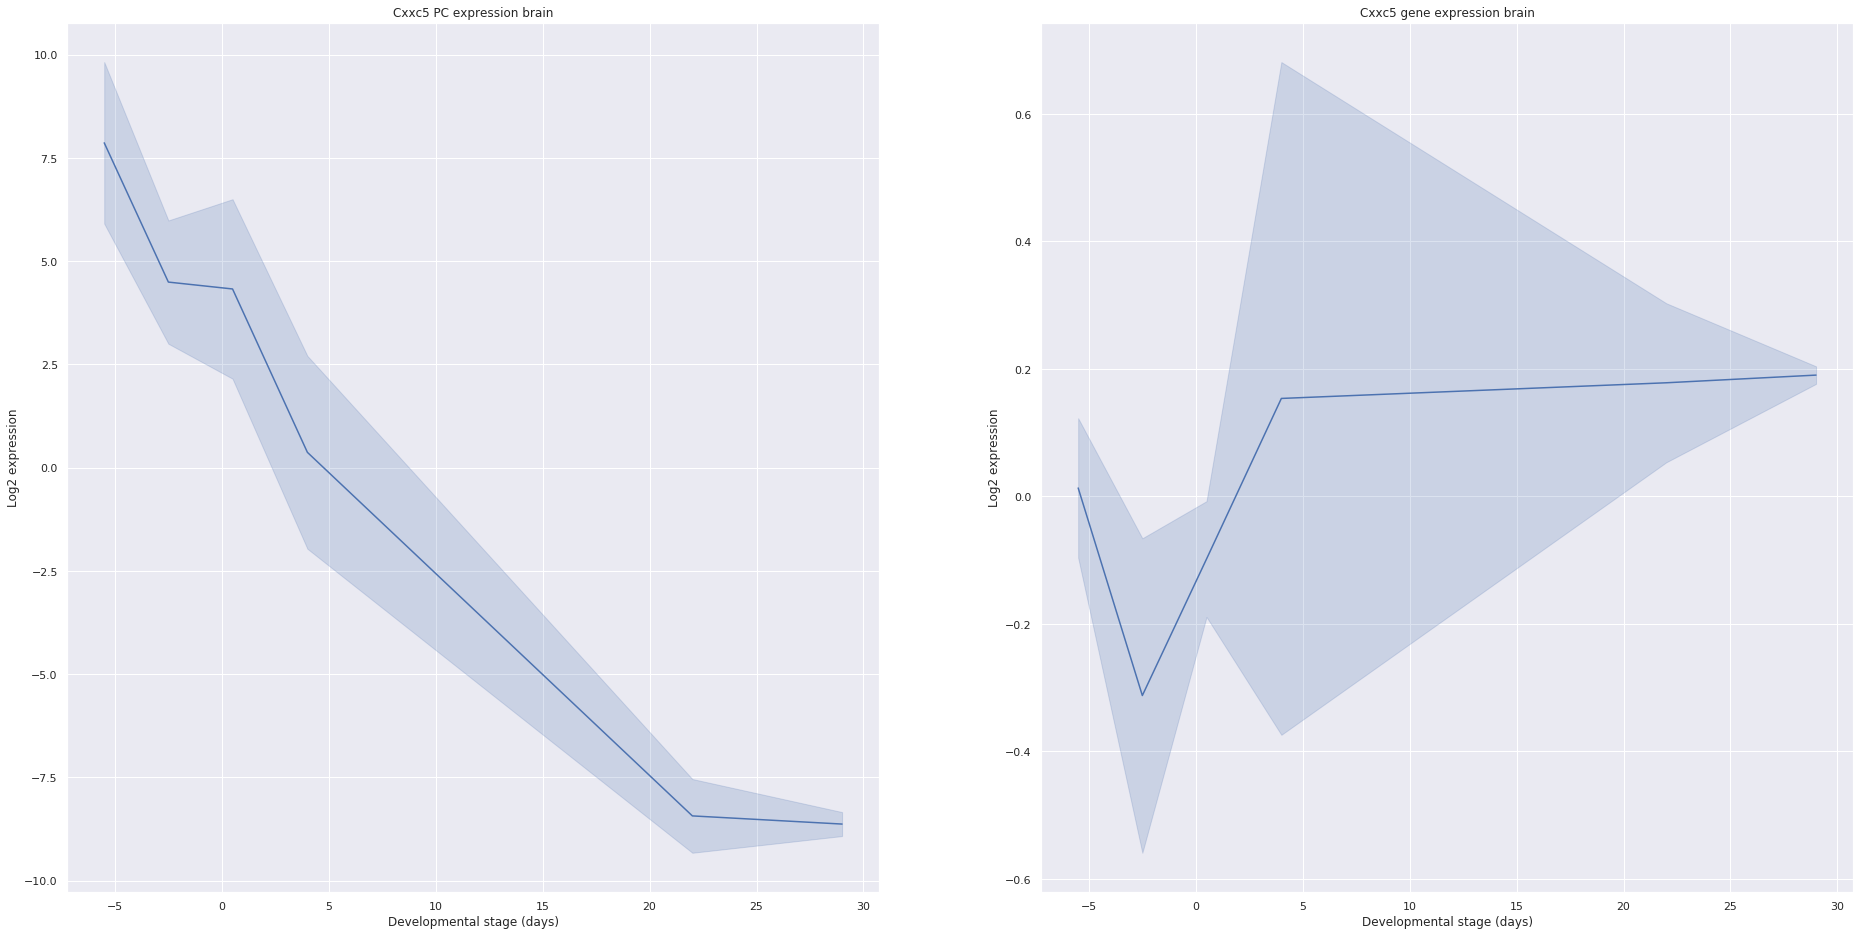 Cxxc5 PC expression brain
10.0
7.5
5.0
2.5
0.0
−2.5
−5.0
−7.5
−10.0
Log2 expression
−5 0 5 10 15 20 25 30
Developmental stage (days)
Cxxc5 gene expression brain
0.6
0.4
0.2
0.0
−0.2
−0.4
−0.6
Log2 expression
−5 0 5 10 15 20 25 30
Developmental stage (days)